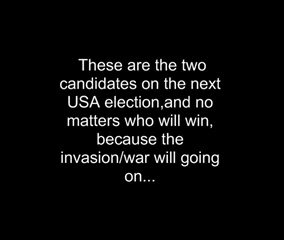 These are the two
candidates on the next
USA election,and no
matters who will win,
because the
invasion/war will going
on...